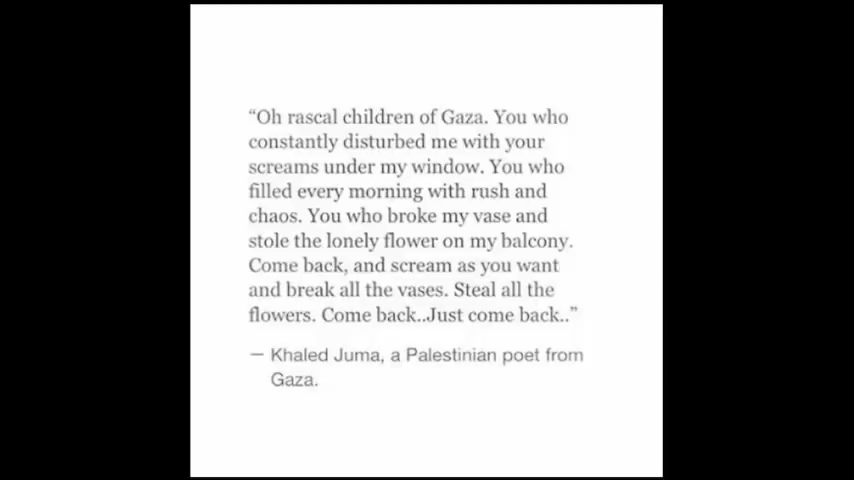 “Oh rascal children of Gaza. You who
constantly disturbed me with your
screams under my window. You who
filled every morning with rush and
chaos. You who broke my vase and
stole the lonely flower on my balcony.
Come back, and scream as you want
and break all the vases. Steal all the
flowers. Come back..Just come back..”
— Khaled Juma, a Palestinian poet from
Gaza.